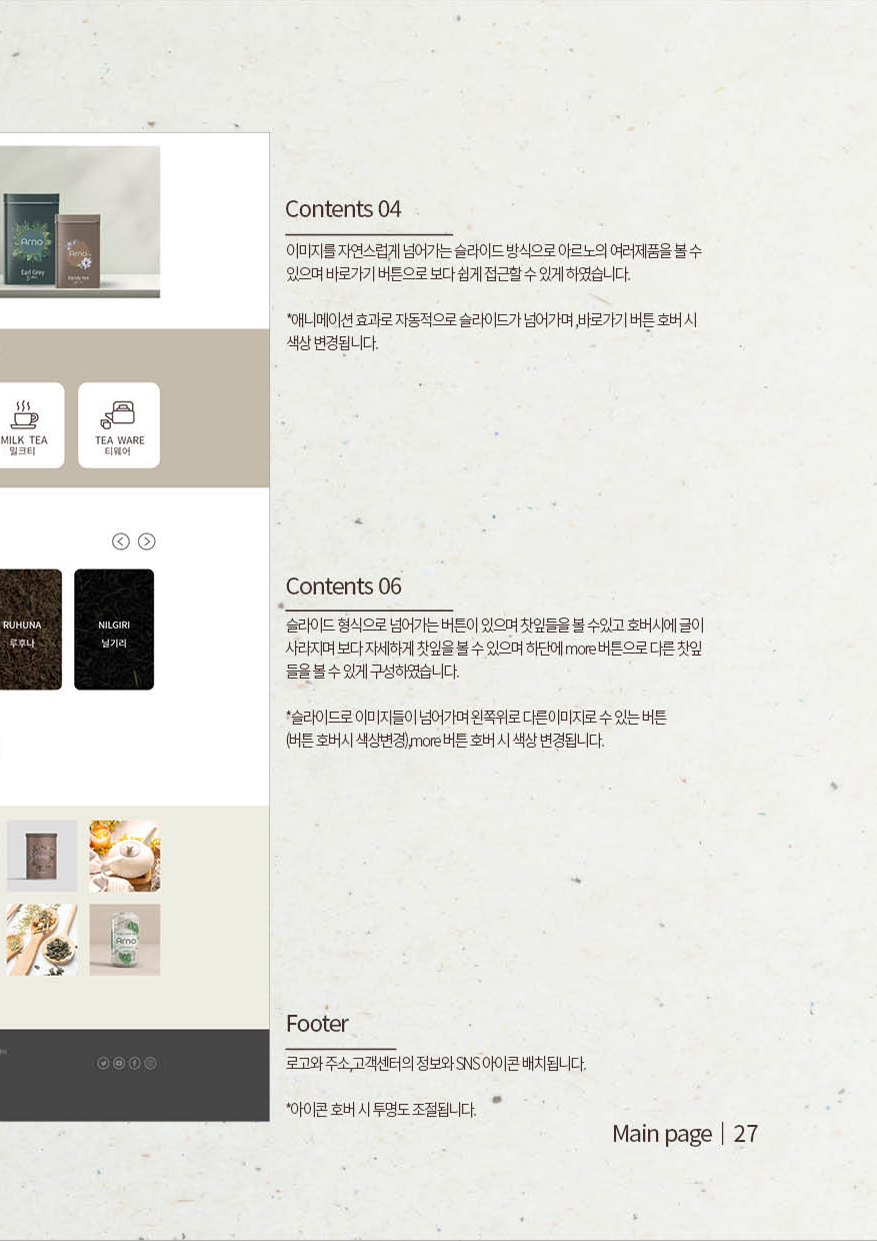 Arno
Earl Grey
Arno
MILK TEA
밀크티
TEA WARE
티웨어
RUHUNA
루후나
NILGIRI
닐기리
Arno
Contents 04
이미지를 자연스럽게 넘어가는 슬라이드 방식으로 아르노의 여러제품을 볼 수
있으며 바로가기 버튼으로 보다 쉽게 접근할 수 있게 하였습니다.
*애니메이션 효과로 자동적으로 슬라이드가 넘어가며 ,바로가기 버튼 호버 시
색상 변경됩니다.
Contents 06
슬라이드 형식으로 넘어가는 버튼이 있으며 찻잎들을 볼 수있고 호버시에 글이
사라지며 보다 자세하게 찻잎을 볼 수 있으며 하단에 more 버튼으로 다른 찻잎
들을 볼 수 있게 구성하였습니다.
*슬라이드로 이미지들이 넘어가며 왼쪽위로 다른이미지로 수 있는 버튼
(버튼 호버시 색상변경),more 버튼 호버 시 색상 변경됩니다.
Footer
로고와 주소,고객센터의 정보와 SNS 아이콘 배치됩니다.
*아이콘 호버 시 투명도 조절됩니다.
Main page | 27